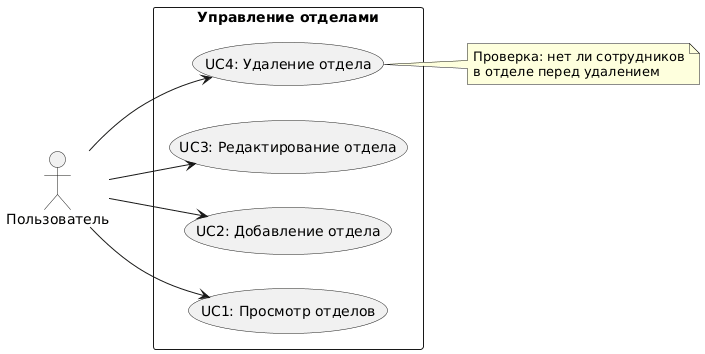 Управление отделами
UC4: Удаление отдела
Проверка: нет ли сотрудников
в отделе перед удалением
UC3: Редактирование отдела
Пользователь
UC2: Добавление отдела
UC1: Просмотр отделов